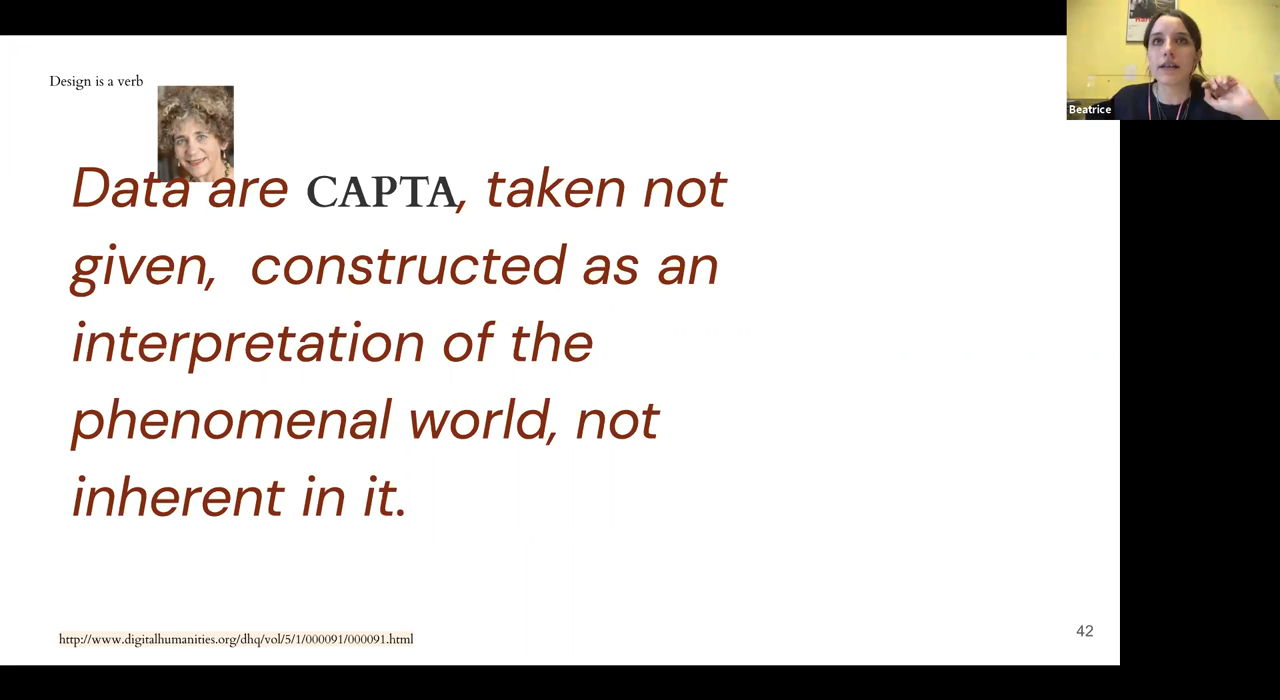 Beatrice
Design is a verb
Data are CAPTA, taken not
given, constructed as an
interpretation of the
phenomenal world, not
inherent in it.
http://www.digitalhumanities.org/dhq/vol/5/1/000091/000091.html
42